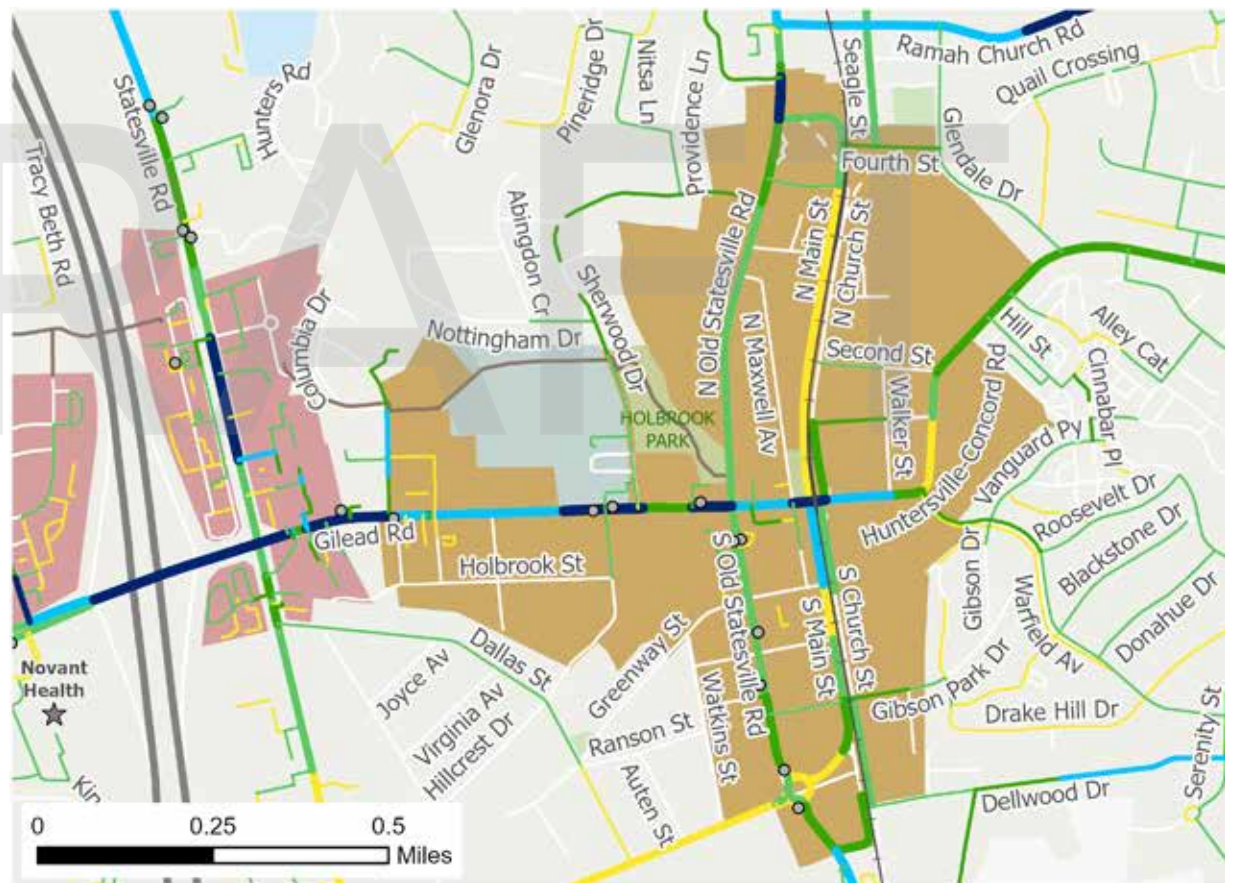 Ramah Church Rd
Seagle St
Quail Crossing
Pineridge Dr
Nitsa Ln
Providence Ln
Glenora Dr
Hunters Rd
Statesville Rd
Tracy Beth Rd
Glendale Dr
Fourth St
Abingdon Cr
Sherwood Dr
N Old Statesville Rd
N Main St
N Church St
Columbia Dr
Nottingham Dr
N Maxwell Av
Second St
Walker St
Hill St
Alley Cat
Cinnabar Pl
HOLBROOK
PARK
Huntersville-Concord Rd
Vanguard Py
Roosevelt Dr
Blackstone Dr
Donahue Dr
Gilead Rd
Holbrook St
S Old Statesville Rd
S Main St
S Church St
Gibson Dr
Warfield Av
Gibson Park Dr
Drake Hill Dr
Serenity St
Dellwood Dr
Dallas St
Joyce Av
Virginia Av
Hillcrest Dr
Greenway St
Ranson St
Watkins St
Auten St
Novant
Health
Kin
0 0.25 0.5
Miles
RAFT